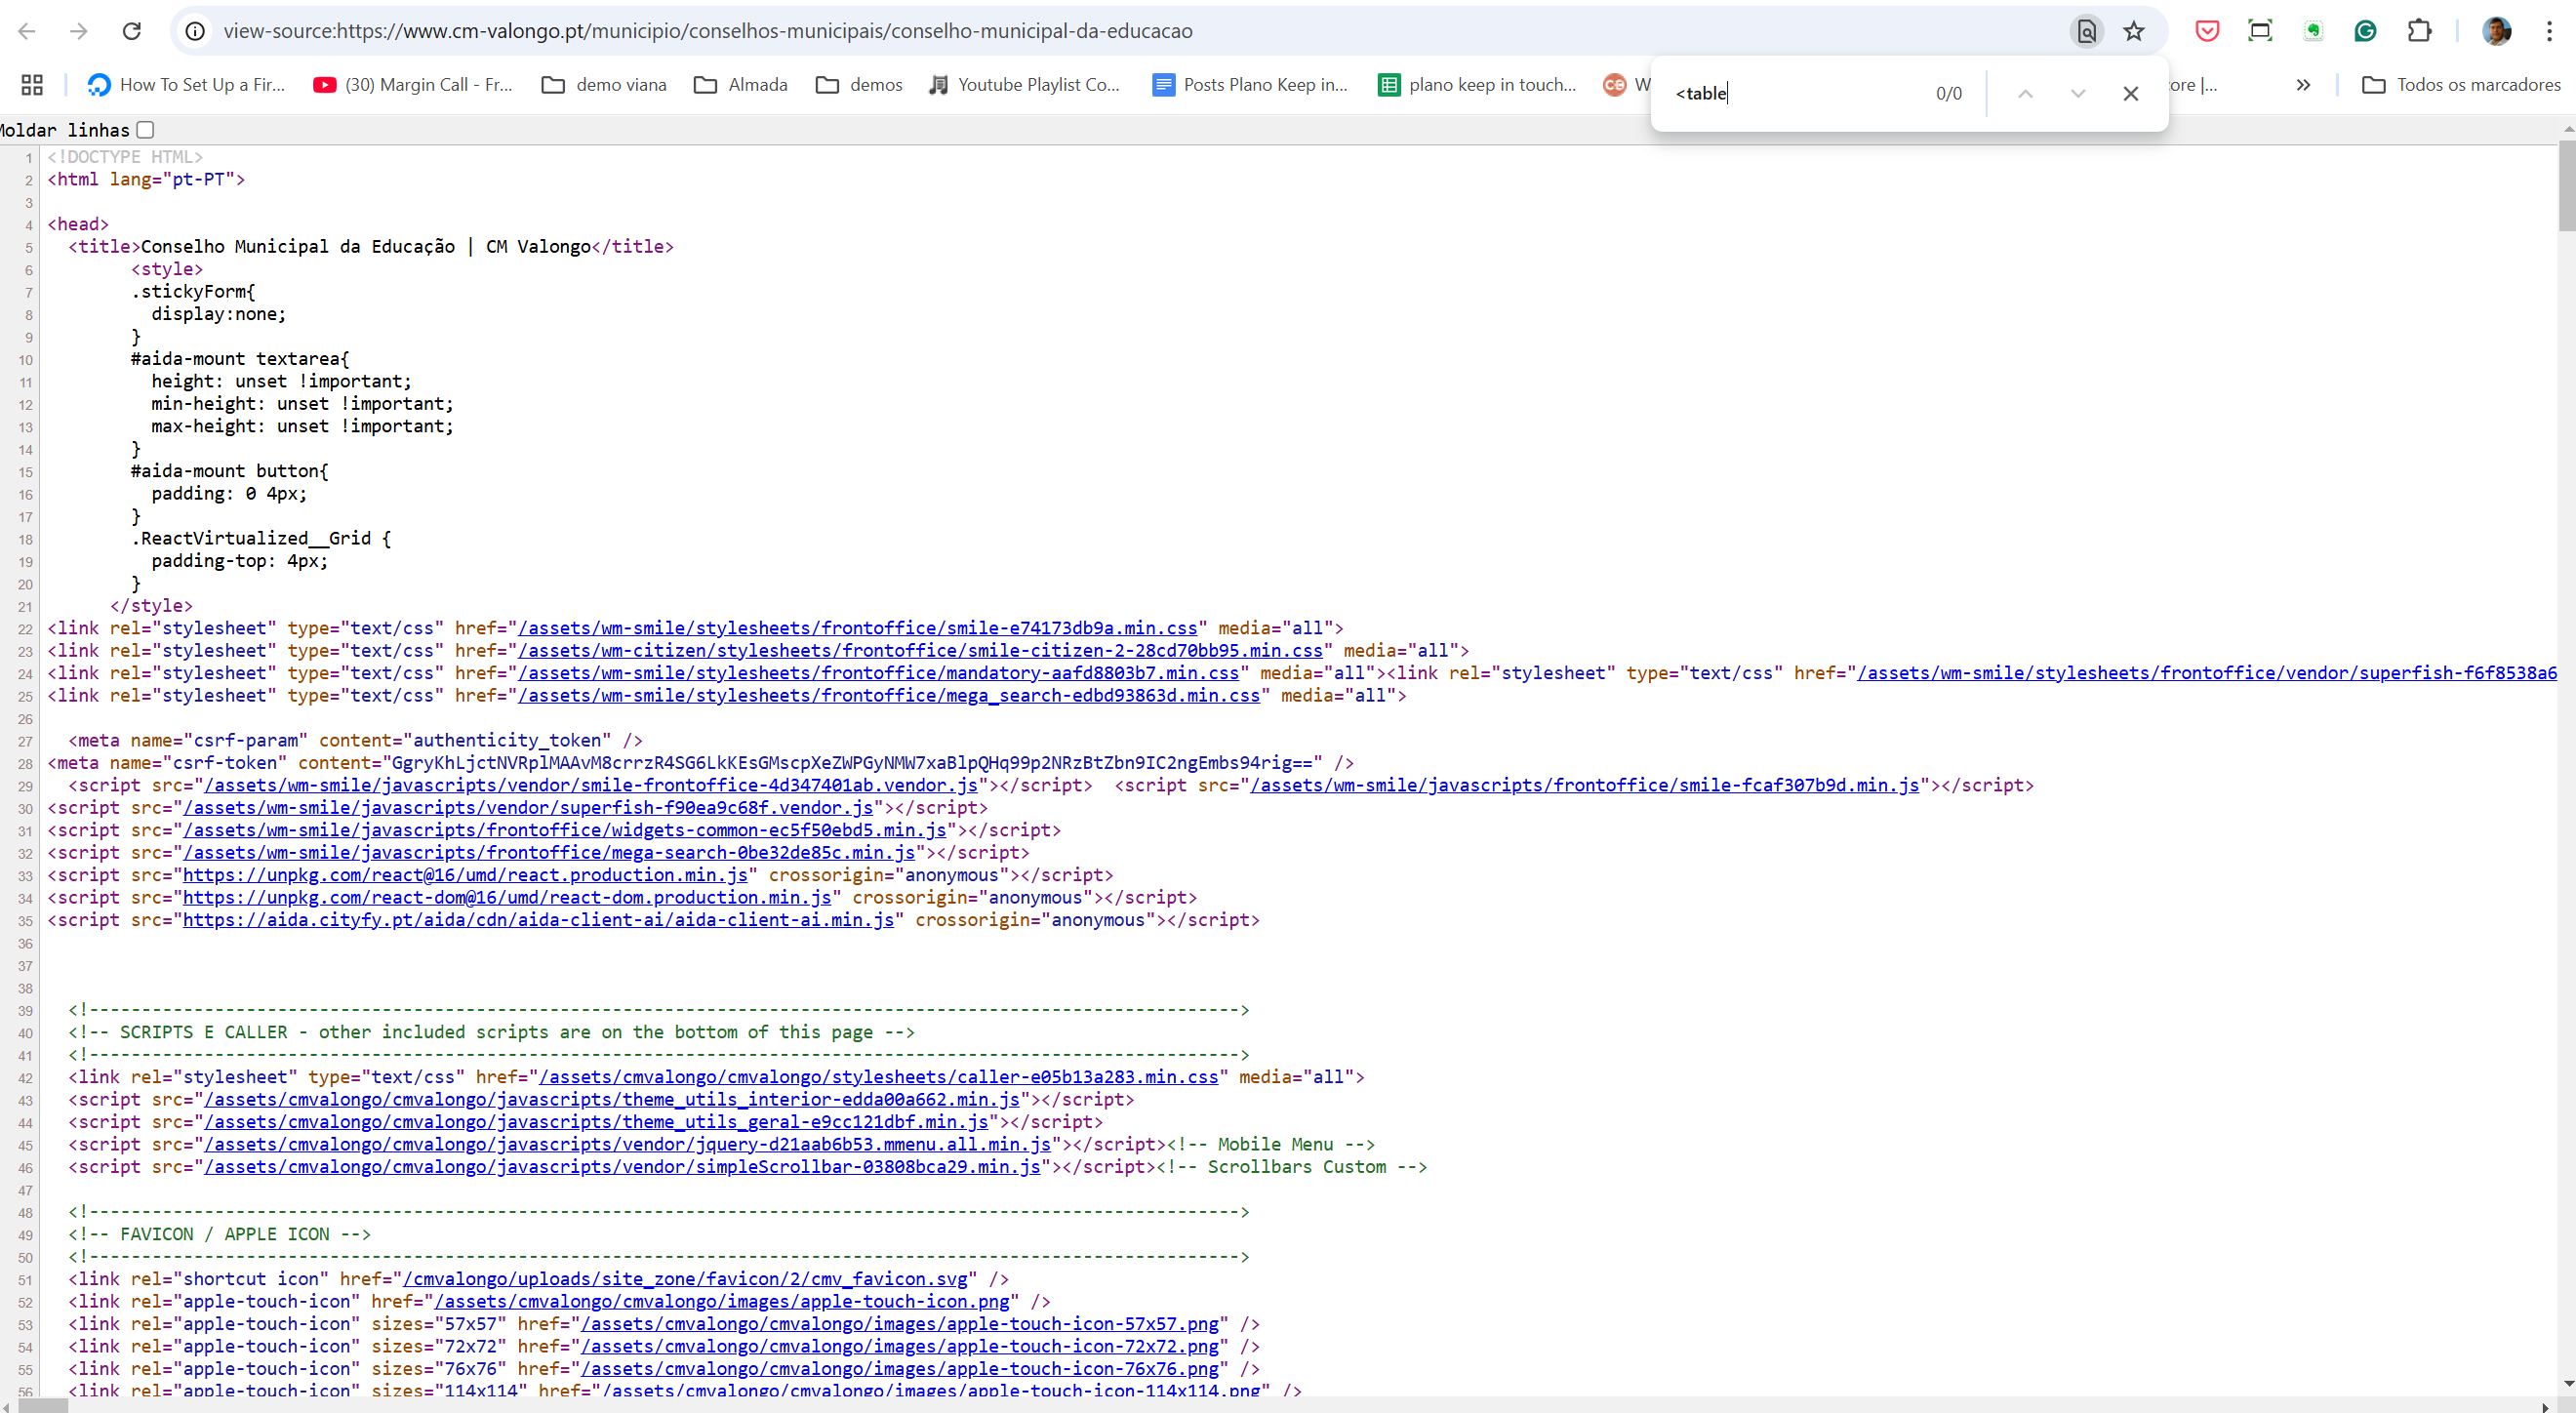 view-source:https://www.cm-valongo.pt/municipio/conselhos-municipais/conselho-municipal-da-educacao
How To Set Up a Fir... (30) Margin Call - Fr... demo viana Almada demos Youtube Playlist Co... Posts Plano Keep in... plano keep in touch... W ore |... » Todos os marcadores
<table 0/0
Moldar linhas
1 <!DOCTYPE HTML>
2 <html lang="pt-PT">
3
4 <head>
5 <title>Conselho Municipal da Educação | CM Valongo</title>
6 <style>
7 .stickyForm{
8 display:none;
9 }
10 #aida-mount textarea{
11 height: unset !important;
12 min-height: unset !important;
13 max-height: unset !important;
14 }
15 #aida-mount button{
16 padding: 0 4px;
17 }
18 .ReactVirtualized__Grid {
19 padding-top: 4px;
20 }
21 </style>
22 <link rel="stylesheet" type="text/css" href="/assets/wm-smile/stylesheets/frontoffice/smile-e74173db9a.min.css" media="all">
23 <link rel="stylesheet" type="text/css" href="/assets/wm-citizen/stylesheets/frontoffice/smile-citizen-2-28cd70bb95.min.css" media="all">
24 <link rel="stylesheet" type="text/css" href="/assets/wm-smile/stylesheets/frontoffice/mandatory-aafd8803b7.min.css" media="all"><link rel="stylesheet" type="text/css" href="/assets/wm-smile/stylesheets/frontoffice/vendor/superfish-f6f8538a6
25 <link rel="stylesheet" type="text/css" href="/assets/wm-smile/stylesheets/frontoffice/mega_search-edbd93863d.min.css" media="all">
26
27 <meta name="csrf-param" content="authenticity_token" />
28 <meta name="csrf-token" content="GgryKhLjctNVRplMAAvM8crrzR4SG6LkKEsGMscpXeZWPGyNMW7xaBlpQHq99p2NRzBtZbn9IC2ngEmbs94rig==" />
29 <script src="/assets/wm-smile/javascripts/vendor/smile-frontoffice-4d347401ab.vendor.js"></script> <script src="/assets/wm-smile/javascripts/frontoffice/smile-fcaf307b9d.min.js"></script>
30 <script src="/assets/wm-smile/javascripts/vendor/superfish-f90ea9c68f.vendor.js"></script>
31 <script src="/assets/wm-smile/javascripts/frontoffice/widgets-common-ec5f50ebd5.min.js"></script>
32 <script src="/assets/wm-smile/javascripts/frontoffice/mega-search-0be32de85c.min.js"></script>
33 <script src="https://unpkg.com/react@16/umd/react.production.min.js" crossorigin="anonymous"></script>
34 <script src="https://unpkg.com/react-dom@16/umd/react-dom.production.min.js" crossorigin="anonymous"></script>
35 <script src="https://aida.cityfy.pt/aida/cdn/aida-client-ai/aida-client-ai.min.js" crossorigin="anonymous"></script>
36
37
38
39 <!-------------------------------------------------------------------------------------------------------------->
40 <!-- SCRIPTS E CALLER - other included scripts are on the bottom of this page -->
41 <!-------------------------------------------------------------------------------------------------------------->
42 <link rel="stylesheet" type="text/css" href="/assets/cmvalongo/cmvalongo/stylesheets/caller-e05b13a283.min.css" media="all">
43 <script src="/assets/cmvalongo/cmvalongo/javascripts/theme_utils_interior-edda00a662.min.js"></script>
44 <script src="/assets/cmvalongo/cmvalongo/javascripts/theme_utils_geral-e9cc121dbf.min.js"></script>
45 <script src="/assets/cmvalongo/cmvalongo/javascripts/vendor/jquery-d21aab6b53.mmenu.all.min.js"></script><!-- Mobile Menu -->
46 <script src="/assets/cmvalongo/cmvalongo/javascripts/vendor/simpleScrollbar-03808bca29.min.js"></script><!-- Scrollbars Custom -->
47
48 <!-------------------------------------------------------------------------------------------------------------->
49 <!-- FAVICON / APPLE ICON -->
50 <!-------------------------------------------------------------------------------------------------------------->
51 <link rel="shortcut icon" href="/cmvalongo/uploads/site_zone/favicon/2/cmv_favicon.svg" />
52 <link rel="apple-touch-icon" href="/assets/cmvalongo/cmvalongo/images/apple-touch-icon.png" />
53 <link rel="apple-touch-icon" sizes="57x57" href="/assets/cmvalongo/cmvalongo/images/apple-touch-icon-57x57.png" />
54 <link rel="apple-touch-icon" sizes="72x72" href="/assets/cmvalongo/cmvalongo/images/apple-touch-icon-72x72.png" />
55 <link rel="apple-touch-icon" sizes="76x76" href="/assets/cmvalongo/cmvalongo/images/apple-touch-icon-76x76.png" />
56 <link rel="apple-touch-icon" sizes="114x114" href="/assets/cmvalongo/cmvalongo/images/apple-touch-icon-114x114.png" />